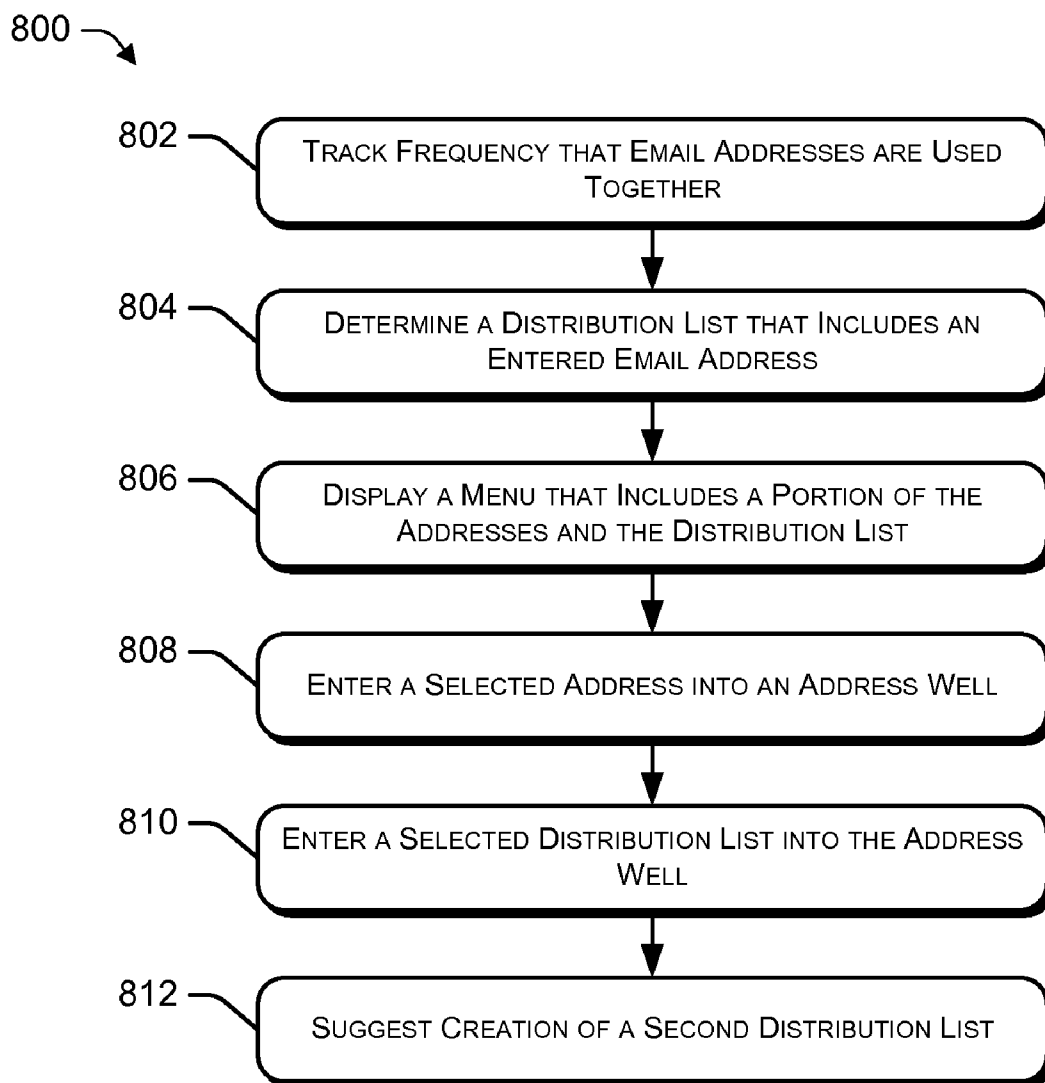 800
802
TRACK FREQUENCY THAT EMAIL ADDRESSES ARE USED
TOGETHER
804
DETERMINE A DISTRIBUTION LIST THAT INCLUDES AN
ENTERED EMAIL ADDRESS
806
DISPLAY A MENU THAT INCLUDES A PORTION OF THE
ADDRESSES AND THE DISTRIBUTION LIST
808
ENTER A SELECTED ADDRESS INTO AN ADDRESS WELL
810
ENTER A SELECTED DISTRIBUTION LIST INTO THE ADDRESS
WELL
812
SUGGEST CREATION OF A SECOND DISTRIBUTION LIST